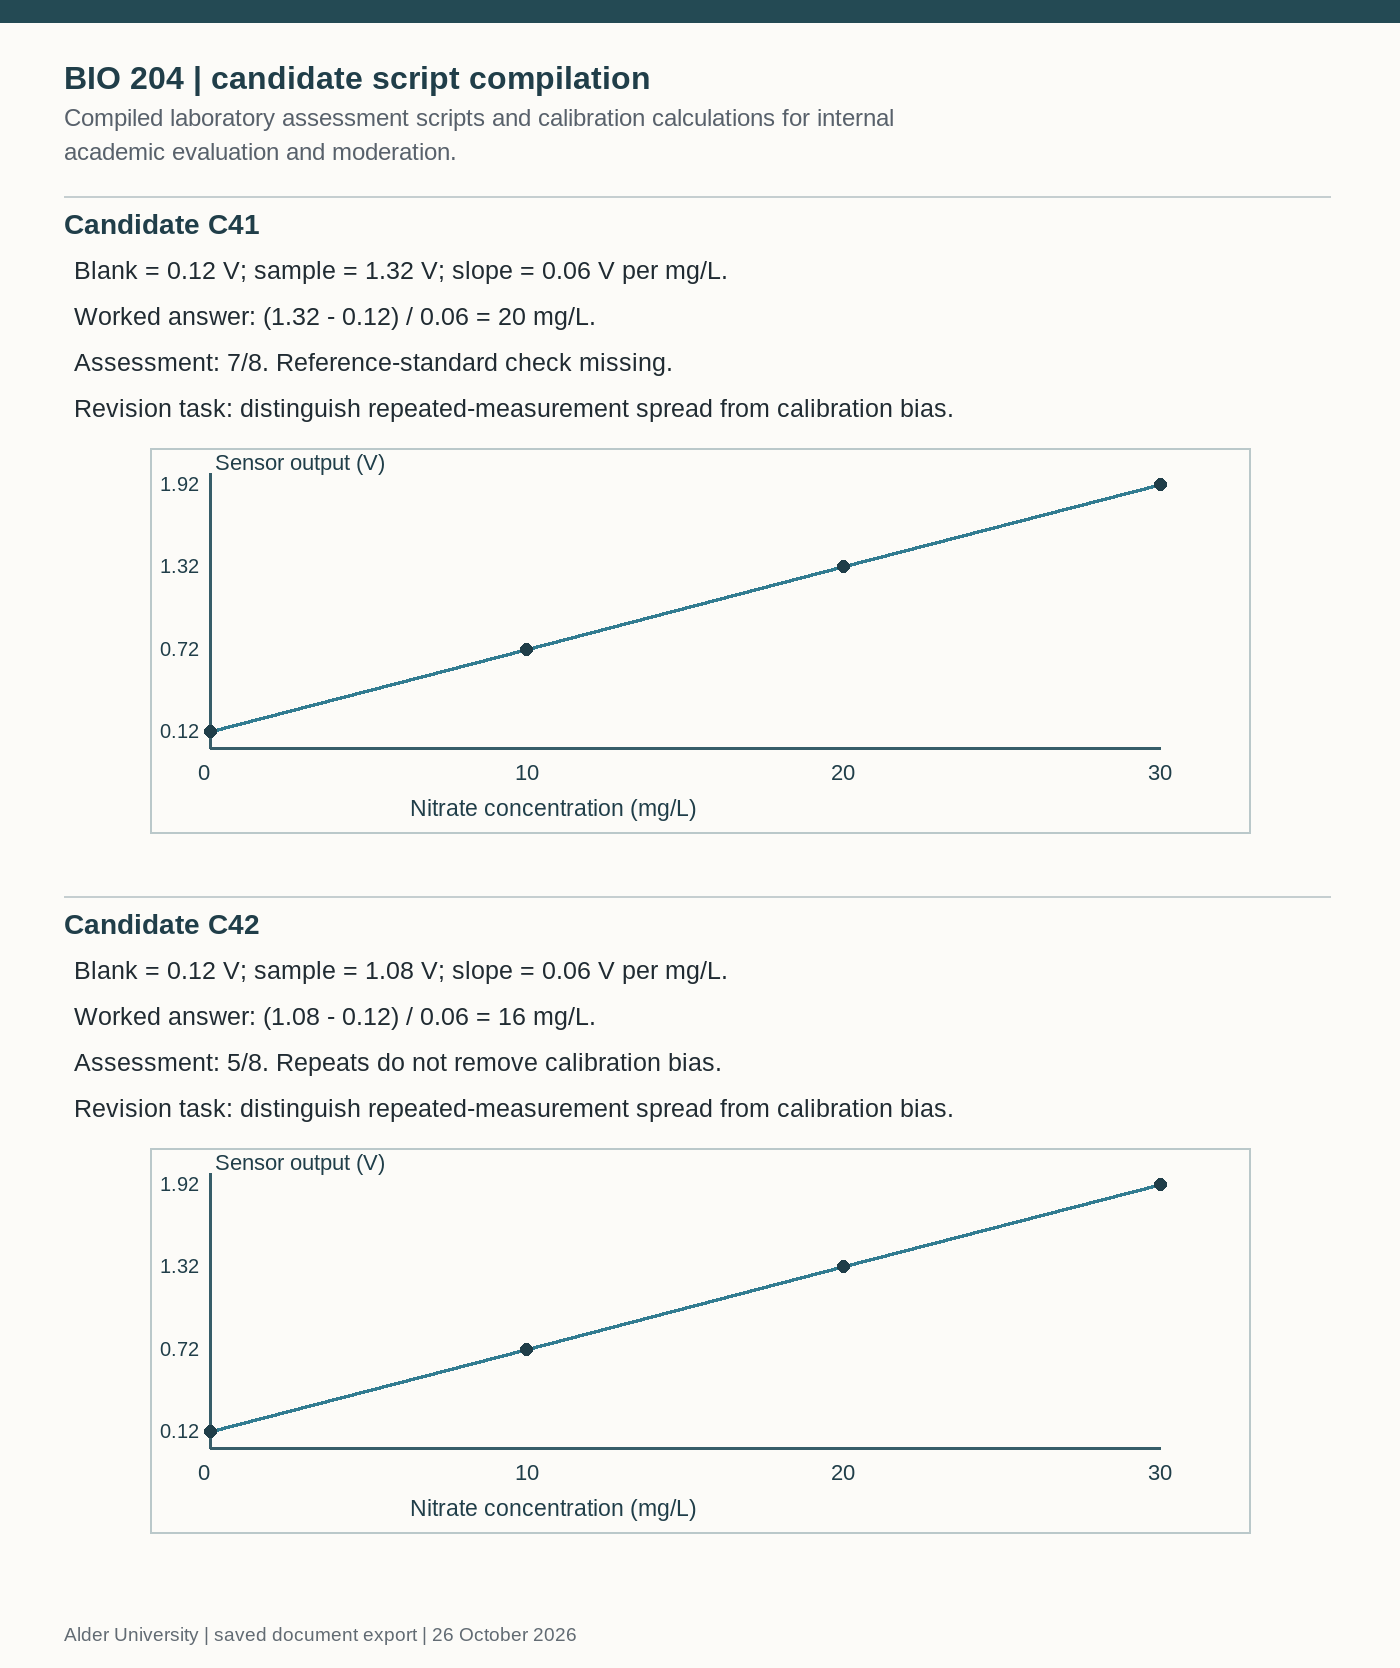 BIO 204 | candidate script compilation
Compiled laboratory assessment scripts and calibration calculations for internal
academic evaluation and moderation.
Candidate C41
Blank = 0.12 V; sample = 1.32 V; slope = 0.06 V per mg/L.
Worked answer: (1.32 - 0.12) / 0.06 = 20 mg/L.
Assessment: 7/8. Reference-standard check missing.
Revision task: distinguish repeated-measurement spread from calibration bias.
Sensor output (V)
1.92
1.32
0.72
0.12
0 10 20 30
Nitrate concentration (mg/L)
Candidate C42
Blank = 0.12 V; sample = 1.08 V; slope = 0.06 V per mg/L.
Worked answer: (1.08 - 0.12) / 0.06 = 16 mg/L.
Assessment: 5/8. Repeats do not remove calibration bias.
Revision task: distinguish repeated-measurement spread from calibration bias.
Sensor output (V)
1.92
1.32
0.72
0.12
0 10 20 30
Nitrate concentration (mg/L)
Alder University | saved document export | 26 October 2026